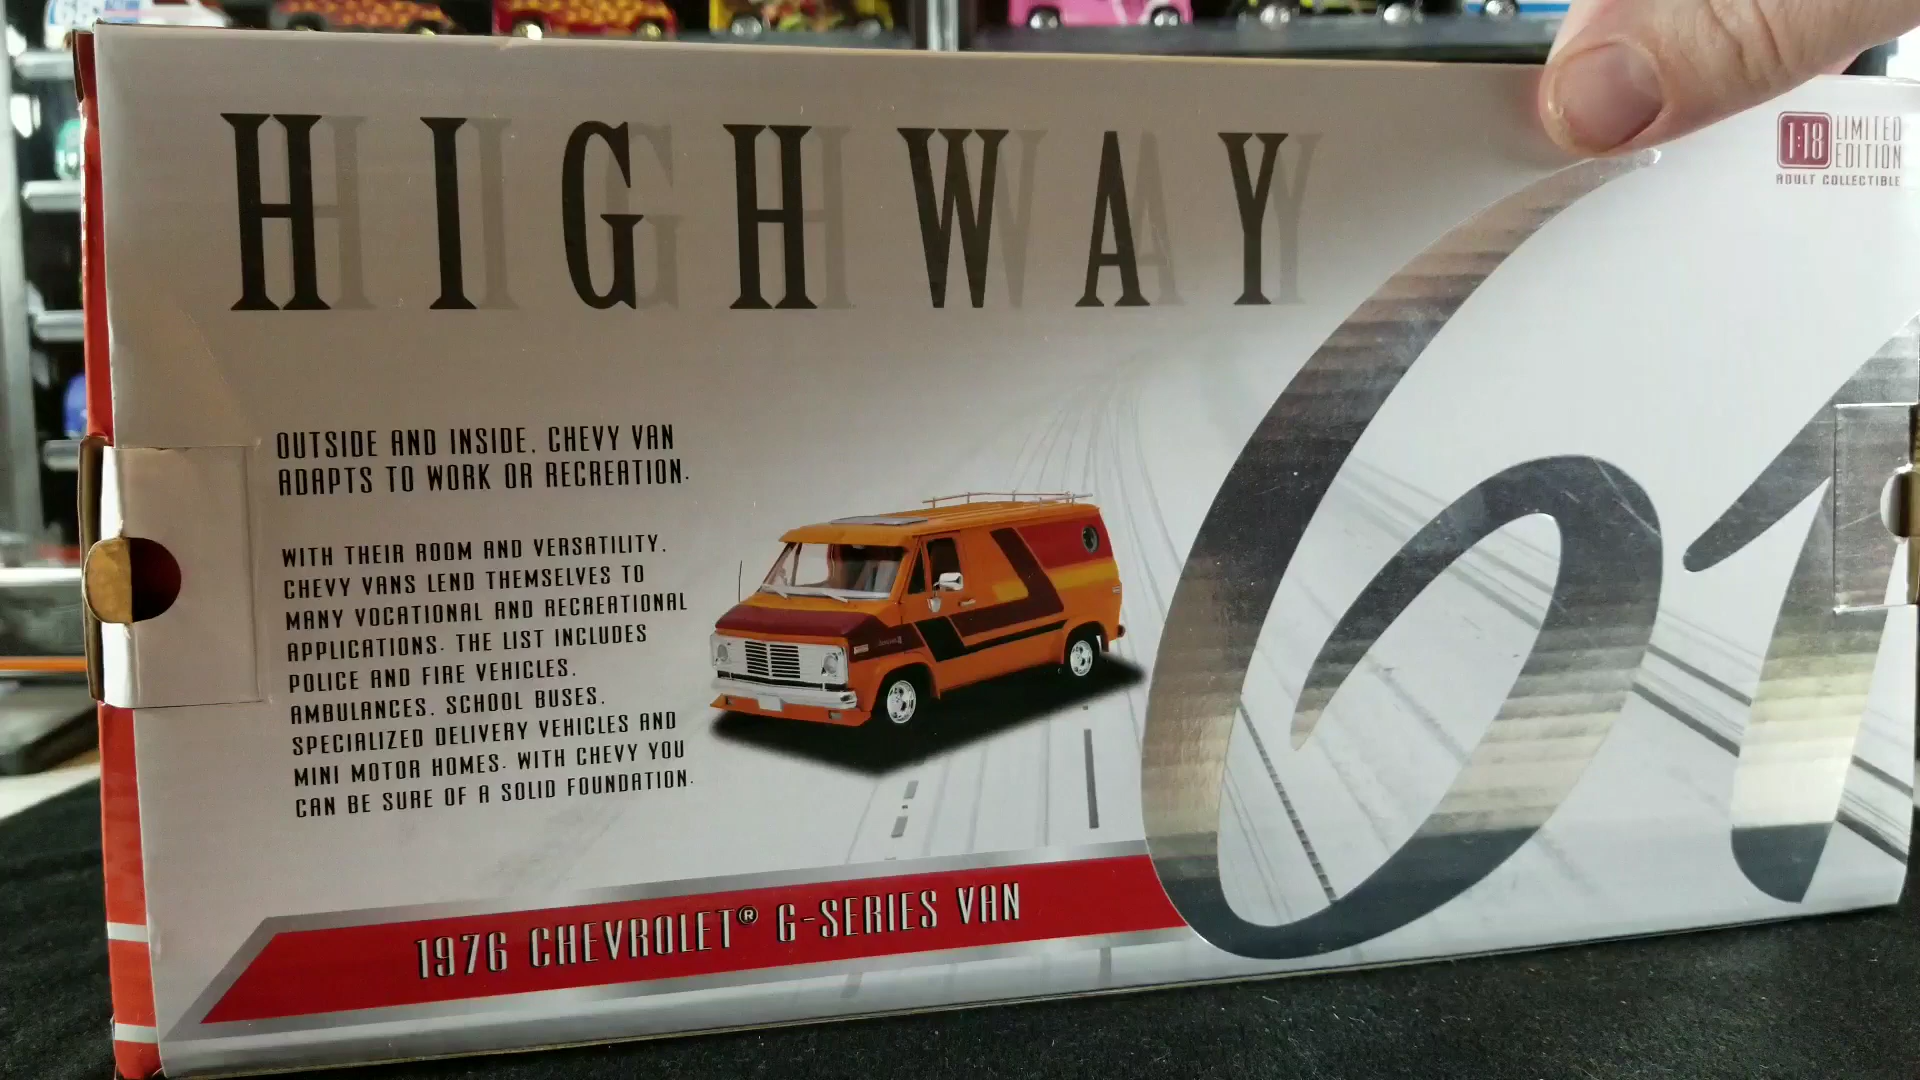 HIGHWAY
61
1:18 LIMITED
EDITION
ADULT COLLECTIBLE
OUTSIDE AND INSIDE, CHEVY VAN
ADAPTS TO WORK OR RECREATION.
WITH THEIR ROOM AND VERSATILITY,
CHEVY VANS LEND THEMSELVES TO
MANY VOCATIONAL AND RECREATIONAL
APPLICATIONS. THE LIST INCLUDES
POLICE AND FIRE VEHICLES,
AMBULANCES, SCHOOL BUSES,
SPECIALIZED DELIVERY VEHICLES AND
MINI MOTOR HOMES. WITH CHEVY YOU
CAN BE SURE OF A SOLID FOUNDATION.
1976 CHEVROLET® G-SERIES VAN